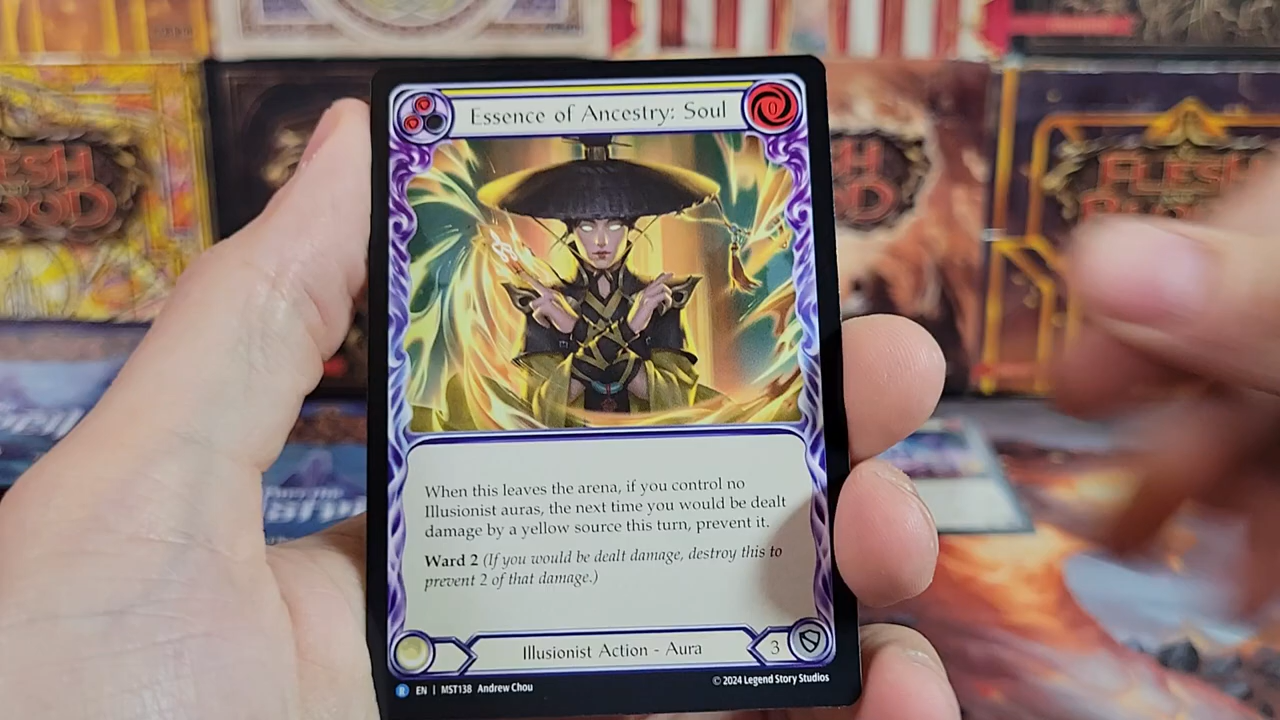 Essence of Ancestry: Soul
0
When this leaves the arena, if you control no
Illusionist auras, the next time you would be dealt
damage by a yellow source this turn, prevent it.
Ward 2 (If you would be dealt damage, destroy this to
prevent 2 of that damage.)
Illusionist Action - Aura
3
R EN | MST138 Andrew Chou
© 2024 Legend Story Studios
FLESH